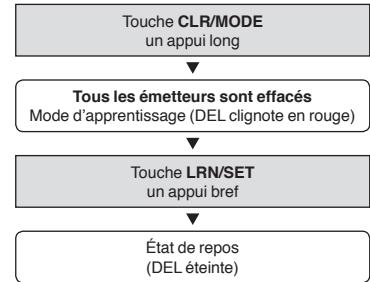 Touche CLR/MODE
un appui long
Tous les émetteurs sont effacés
Mode d'apprentissage (DEL clignote en rouge)
Touche LRN/SET
un appui bref
État de repos
(DEL éteinte)